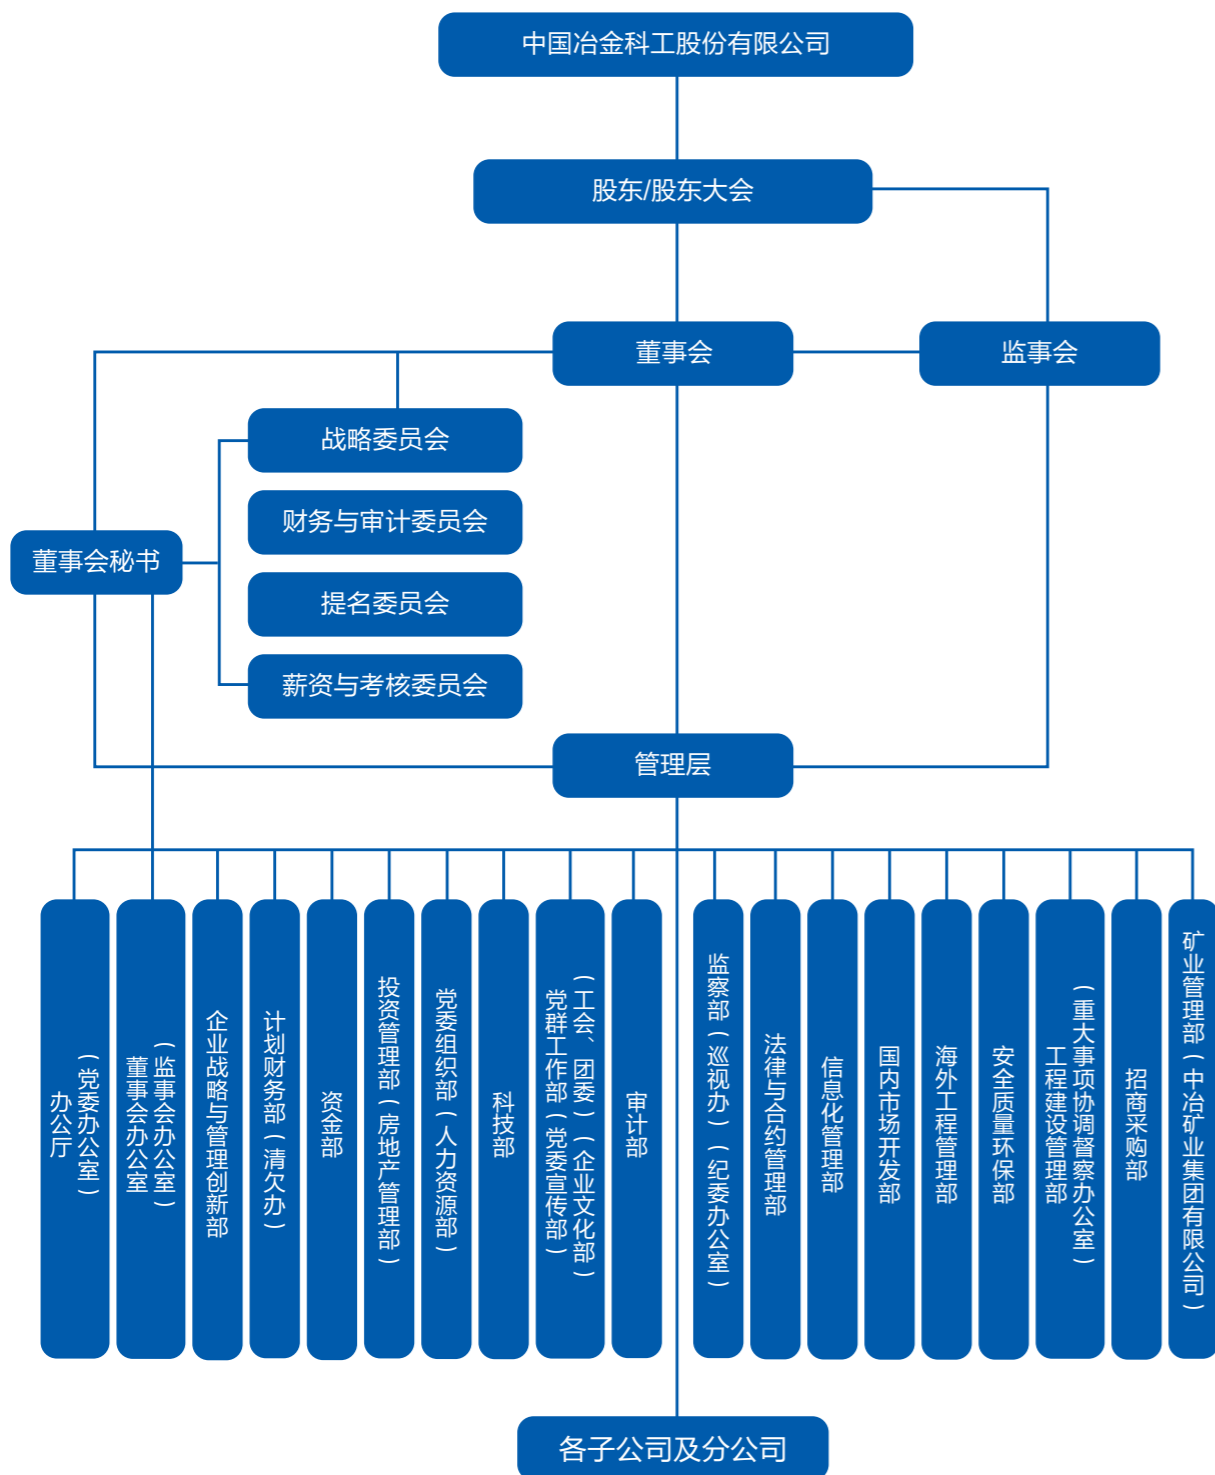 中国冶金科工股份有限公司
股东/股东大会
董事会
监事会
战略委员会
财务与审计委员会
董事会秘书
提名委员会
薪资与考核委员会
管理层
办公厅
（党委办公室）
董事会办公室
（监事会办公室）
企业战略与管理创新部
计划财务部（清欠办）
资金部
投资管理部（房地产管理部）
党委组织部（人力资源部）
科技部
党群工作部（党委宣传部）
（工会、团委）（企业文化部）
审计部
监察部（巡视办）（纪委办公室）
法律与合约管理部
信息化管理部
国内市场开发部
海外工程管理部
安全质量环保部
工程建设管理部
（重大事项协调督察办公室）
招商采购部
矿业管理部（中冶矿业集团有限公司）
各子公司及分公司